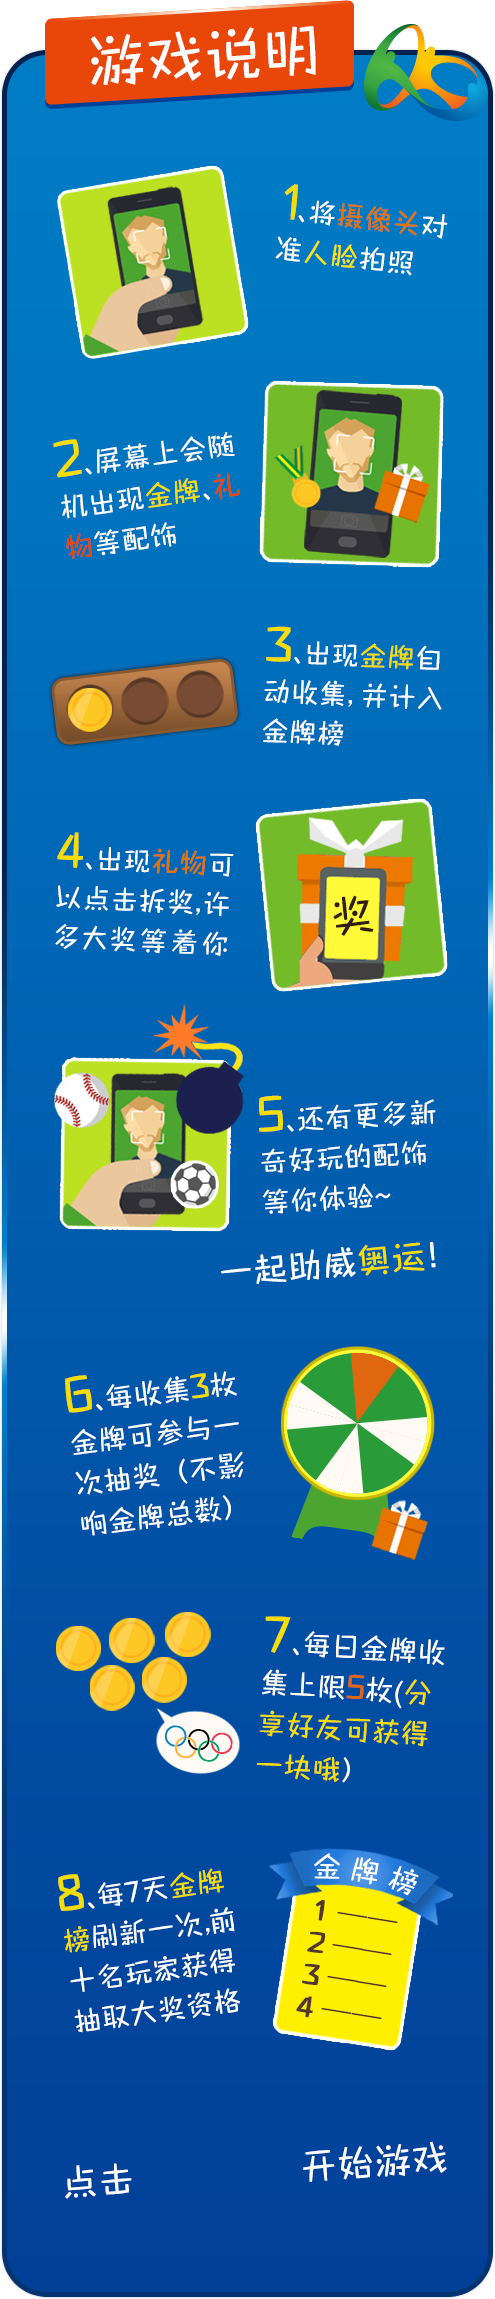 游戏说明
1、将摄像头对
准人脸拍照
2、屏幕上会随
机出现金牌、礼
物等配饰
3、出现金牌自
动收集, 并计入
金牌榜
4、出现礼物可
以点击拆奖,许
多大奖等着你
奖
5、还有更多新
奇好玩的配饰
等你体验~
一起助威奥运!
6、每收集3枚
金牌可参与一
次抽奖（不影
响金牌总数）
7、每日金牌收
集上限5枚(分
享好友可获得
一块哦)
8、每7天金牌
榜刷新一次,前
十名玩家获得
抽取大奖资格
金牌榜
1
2
3
4
点击
开始游戏